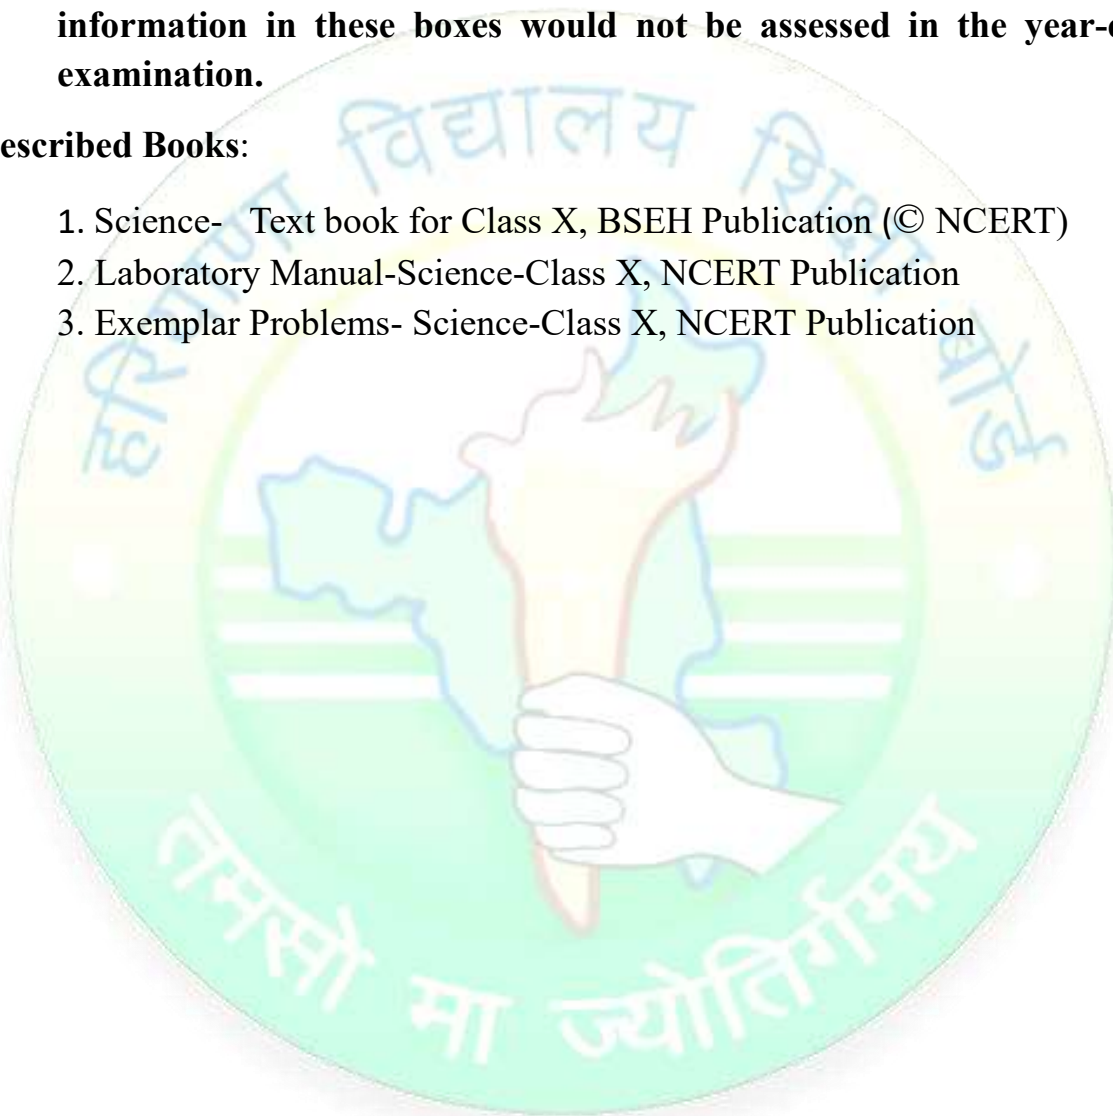 information in these boxes would not be assessed in the year-
examination.
escribed Books:
1. Science- Text book for Class X, BSEH Publication (© NCERT)
2. Laboratory Manual-Science-Class X, NCERT Publication
3. Exemplar Problems- Science-Class X, NCERT Publication
हरियाणा विद्यालय शिक्षा बोर्ड
तमसो मा ज्योतिर्गमय